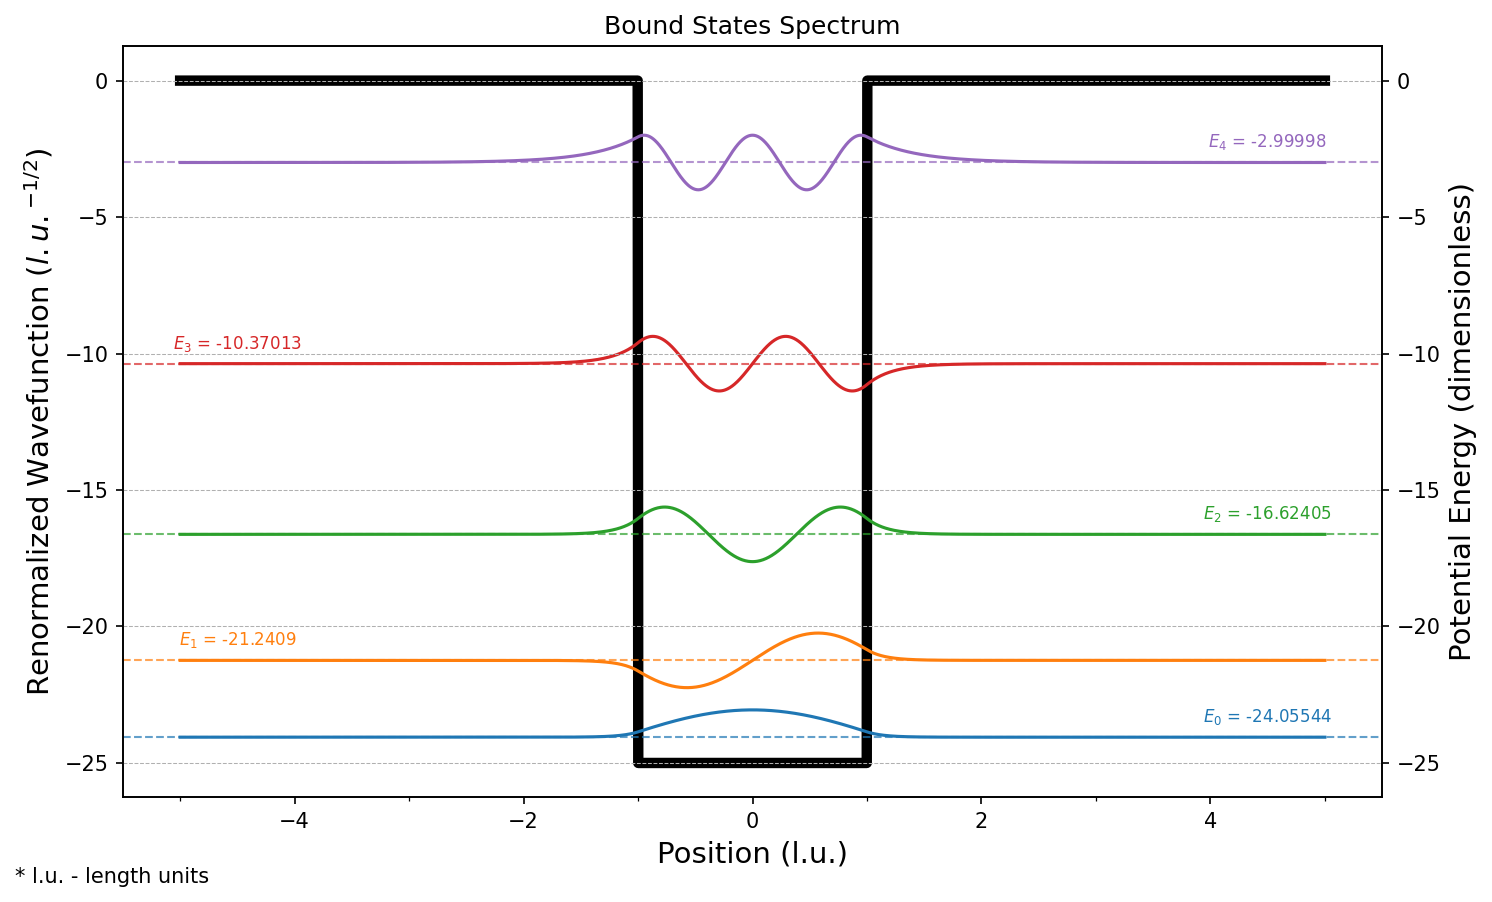 Bound States Spectrum
Renormalized Wavefunction (l.u.⁻¹/²)
0
−5
−10
−15
−20
−25
E₄ = -2.99998
E₃ = -10.37013
E₂ = -16.62405
E₁ = -21.2409
E₀ = -24.05544
0
−5
−10
−15
−20
−25
Potential Energy (dimensionless)
−4 −2 0 2 4
Position (l.u.)
* l.u. - length units